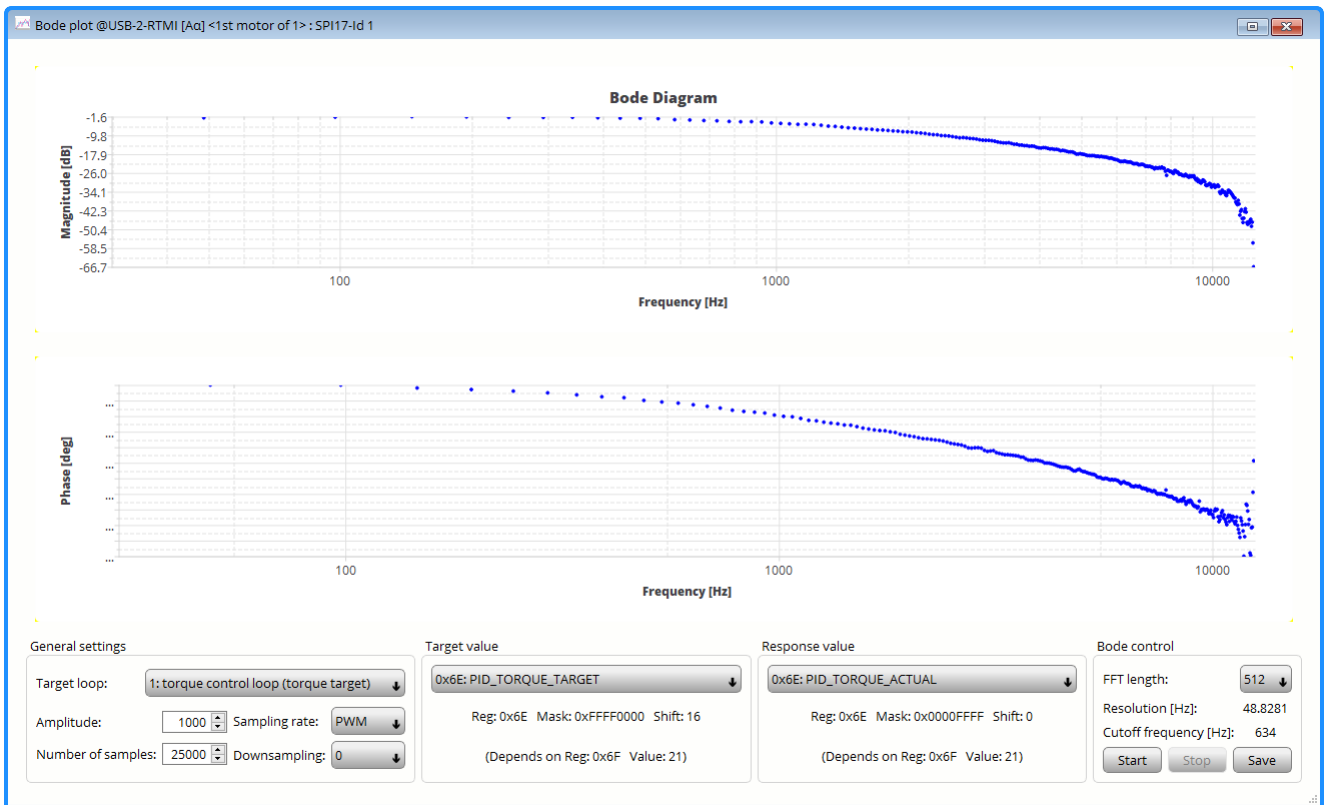 Bode plot @USB-2-RTMI [Aα] <1st motor of 1> : SPI17-Id 1
Bode Diagram
Magnitude [dB]
-1.6
-9.8
-17.9
-26.0
-34.1
-42.3
-50.4
-58.5
-66.7
100 1000 10000
Frequency [Hz]
Phase [deg]
...
...
...
...
...
...
100 1000 10000
Frequency [Hz]
General settings
Target loop: 1: torque control loop (torque target)
Amplitude: 1000 Sampling rate: PWM
Number of samples: 25000 Downsampling: 0
Target value
0x6E: PID_TORQUE_TARGET
Reg: 0x6E Mask: 0xFFFF0000 Shift: 16
(Depends on Reg: 0x6F Value: 21)
Response value
0x6E: PID_TORQUE_ACTUAL
Reg: 0x6E Mask: 0x0000FFFF Shift: 0
(Depends on Reg: 0x6F Value: 21)
Bode control
FFT length: 512
Resolution [Hz]: 48.8281
Cutoff frequency [Hz]: 634
Start Stop Save